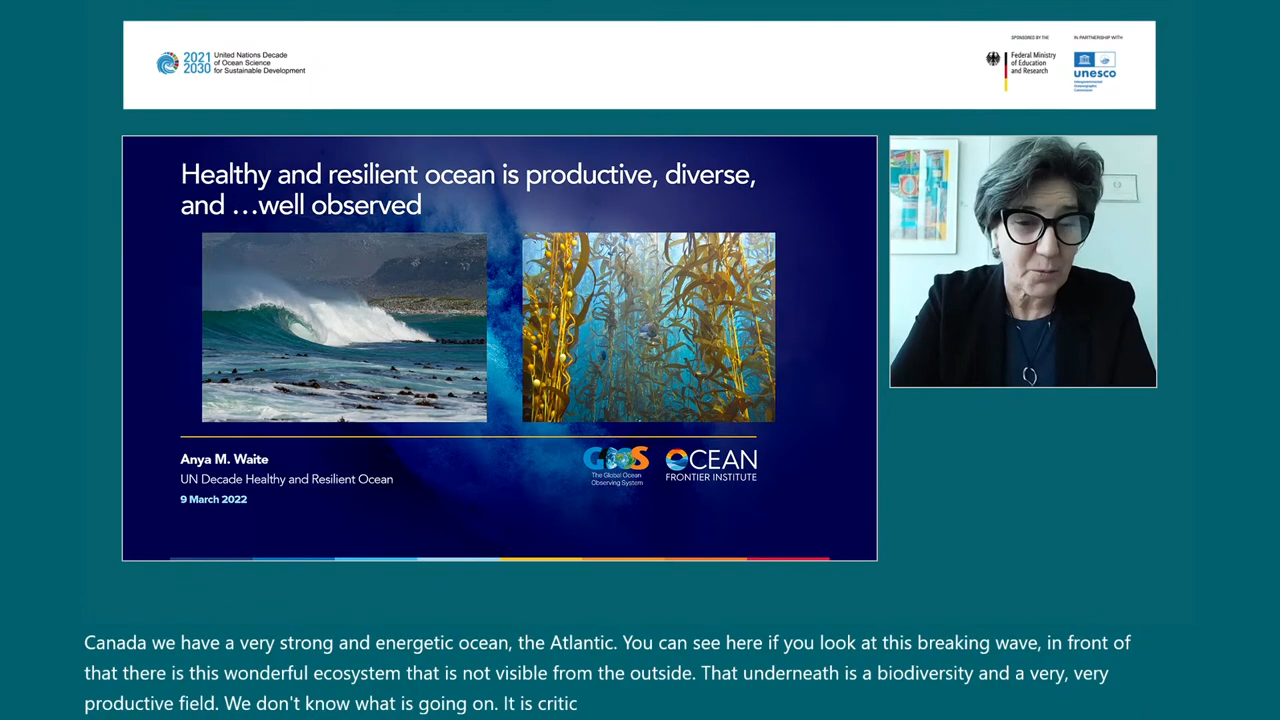 2021
2030
United Nations Decade
of Ocean Science
for Sustainable Development
SPONSORED BY THE
Federal Ministry
of Education
and Research
IN PARTNERSHIP WITH
unesco
Intergovernmental
Oceanographic
Commission
Healthy and resilient ocean is productive, diverse,
and …well observed
Anya M. Waite
UN Decade Healthy and Resilient Ocean
9 March 2022
GOOS
The Global Ocean
Observing System
OCEAN
FRONTIER INSTITUTE
Canada we have a very strong and energetic ocean, the Atlantic. You can see here if you look at this breaking wave, in front of
that there is this wonderful ecosystem that is not visible from the outside. That underneath is a biodiversity and a very, very
productive field. We don't know what is going on. It is critic